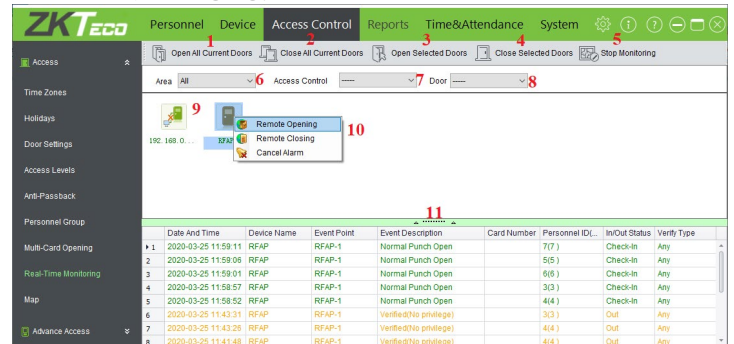 ZKTeco Personnel Device Access Control Reports Time&Attendance System
1 2 3 4 5
Access Open All Current Doors Close All Current Doors Open Selected Doors Close Selected Doors Stop Monitoring
Area All 6 Access Control ----- 7 Door ----- 8
Time Zones
Holidays
9
Door Settings
192.168.0... RFAP
Remote Opening
Remote Closing
Cancel Alarm
10
Access Levels
Anti-Passback
Personnel Group
11
Multi-Card Opening
Real-Time Monitoring
Map
Advance Access
Date And Time Device Name Event Point Event Description Card Number Personnel ID(... In/Out Status Verify Type
1 2020-03-25 11:59:11 RFAP RFAP-1 Normal Punch Open 7(7 ) Check-In Any
2 2020-03-25 11:59:06 RFAP RFAP-1 Normal Punch Open 5(5 ) Check-In Any
3 2020-03-25 11:59:01 RFAP RFAP-1 Normal Punch Open 6(6 ) Check-In Any
4 2020-03-25 11:58:57 RFAP RFAP-1 Normal Punch Open 3(3 ) Check-In Any
5 2020-03-25 11:58:52 RFAP RFAP-1 Normal Punch Open 4(4 ) Check-In Any
6 2020-03-25 11:43:31 RFAP RFAP-1 Verified(No privilege) 3(3 ) Out Any
7 2020-03-25 11:43:26 RFAP RFAP-1 Verified(No privilege) 4(4 ) Out Any
8 2020-03-25 11:41:48 RFAP RFAP-1 Verified(No privilege) 4(4 ) Out Any